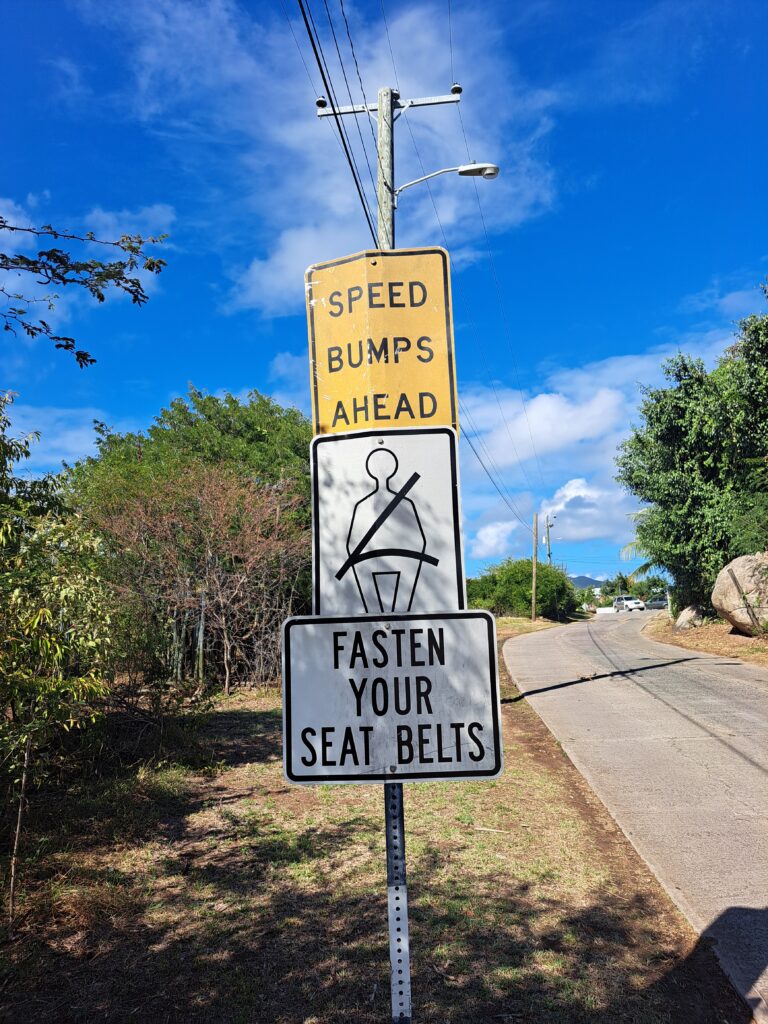 SPEED
BUMPS
AHEAD
FASTEN
YOUR
SEAT BELTS